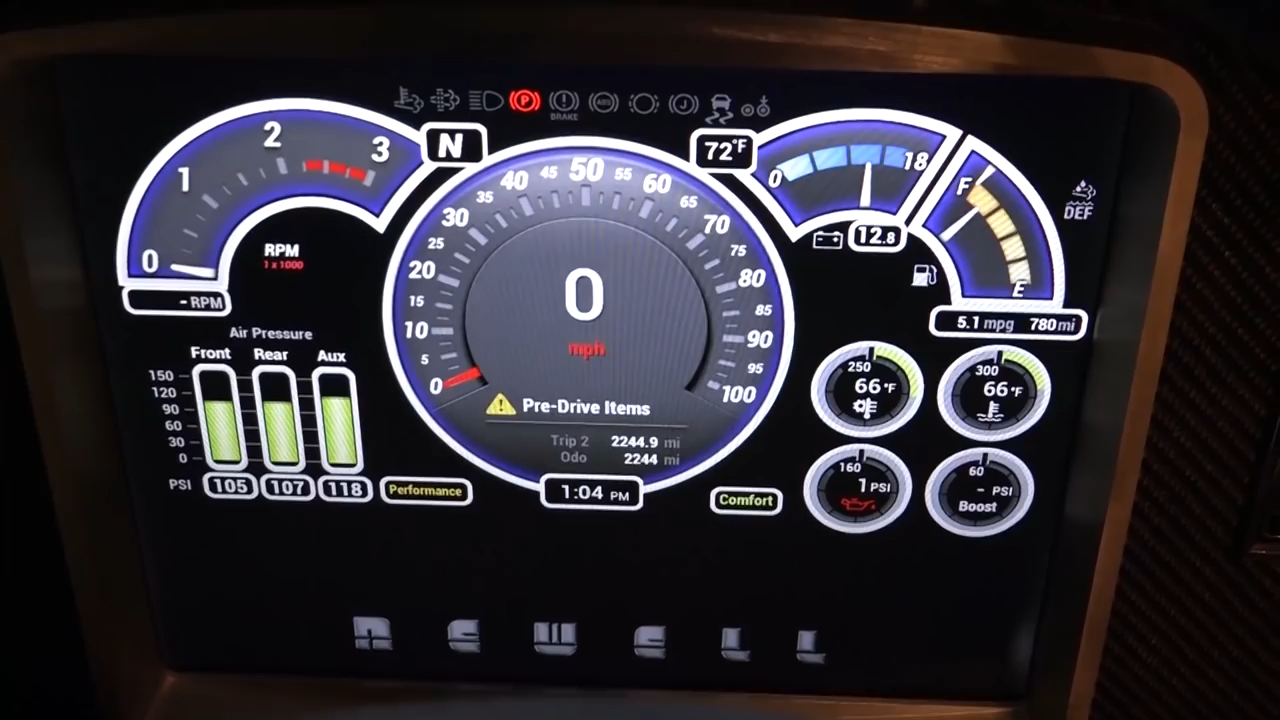 P
BRAKE
ABS
J
0 1 2 3
RPM
1 x 1000
- RPM
N
72°F
0 18
12.8
F
E
DEF
5.1 mpg 780 mi
0 5 10 15 20 25 30 35 40 45 50 55 60 65 70 75 80 85 90 95 100
0
mph
Pre-Drive Items
Trip 2 2244.9 mi
Odo 2244 mi
1:04 PM
Air Pressure
Front Rear Aux
150
120
90
60
30
0
PSI 105 107 118
Performance
Comfort
250
66 °F
300
66 °F
160
1 PSI
60
- PSI
Boost